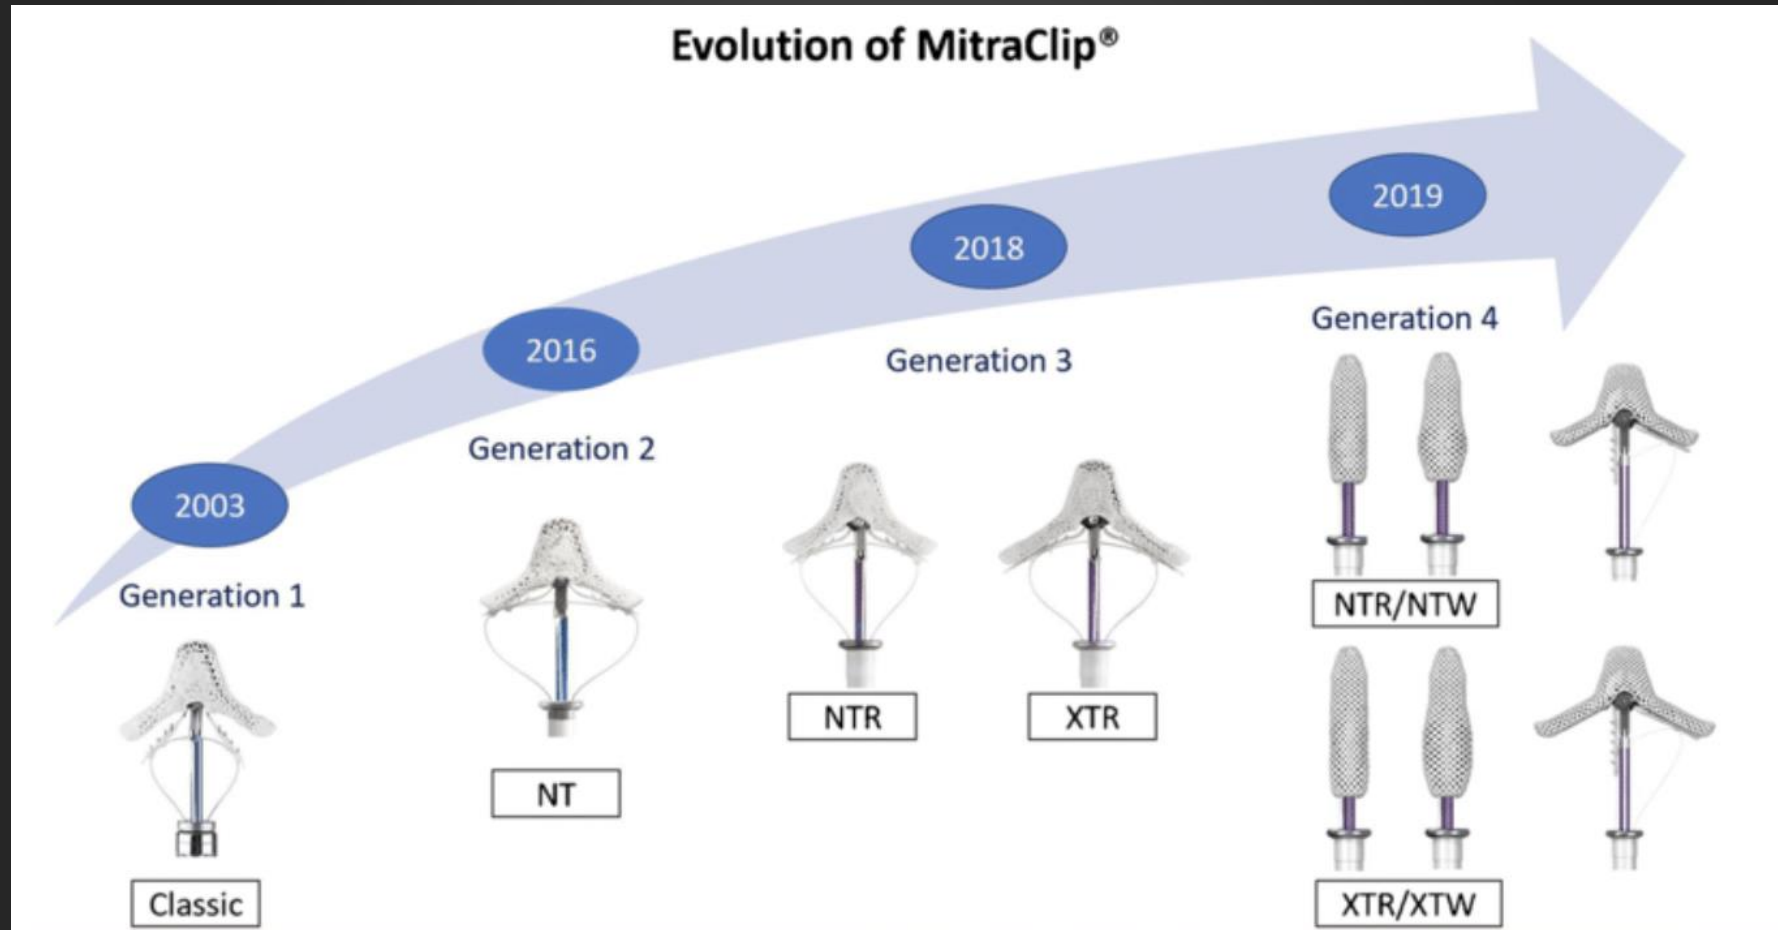 Evolution of MitraClip®
2003
Generation 1
Classic
2016
Generation 2
NT
2018
Generation 3
NTR
XTR
2019
Generation 4
NTR/NTW
XTR/XTW